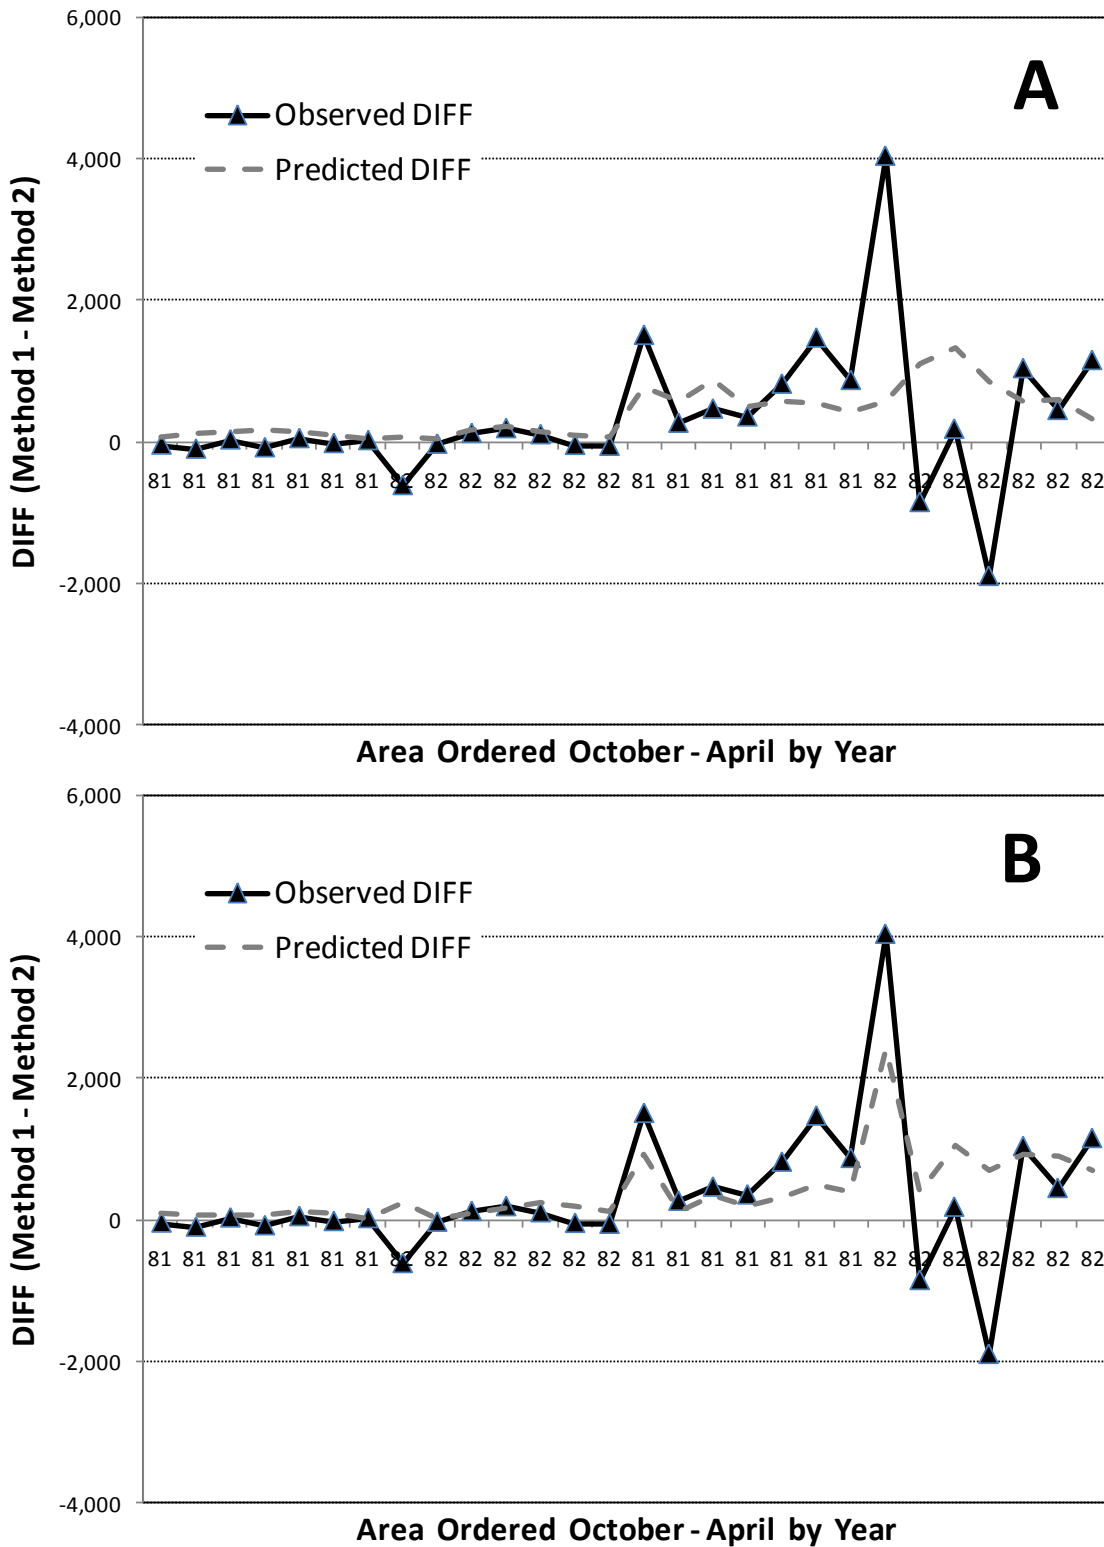 6,000
A
Observed DIFF
4,000
Predicted DIFF
2,000
0
81 81 81 81 81 81 81 82 82 82 82 82 82 82 81 81 81 81 81 81 81 82 82 82 82 82 82 82
-2,000
-4,000
DIFF (Method 1 - Method 2)
Area Ordered October - April by Year
6,000
B
Observed DIFF
4,000
Predicted DIFF
2,000
0
81 81 81 81 81 81 81 82 82 82 82 82 82 82 81 81 81 81 81 81 81 82 82 82 82 82 82 82
-2,000
-4,000
DIFF (Method 1 - Method 2)
Area Ordered October - April by Year